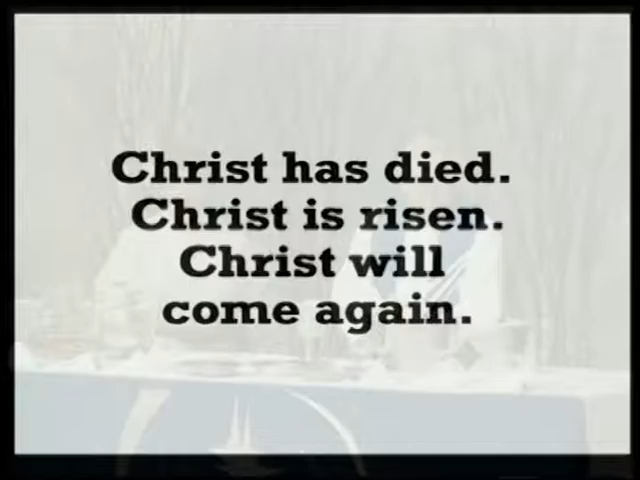 Christ has died.
Christ is risen.
Christ will
come again.